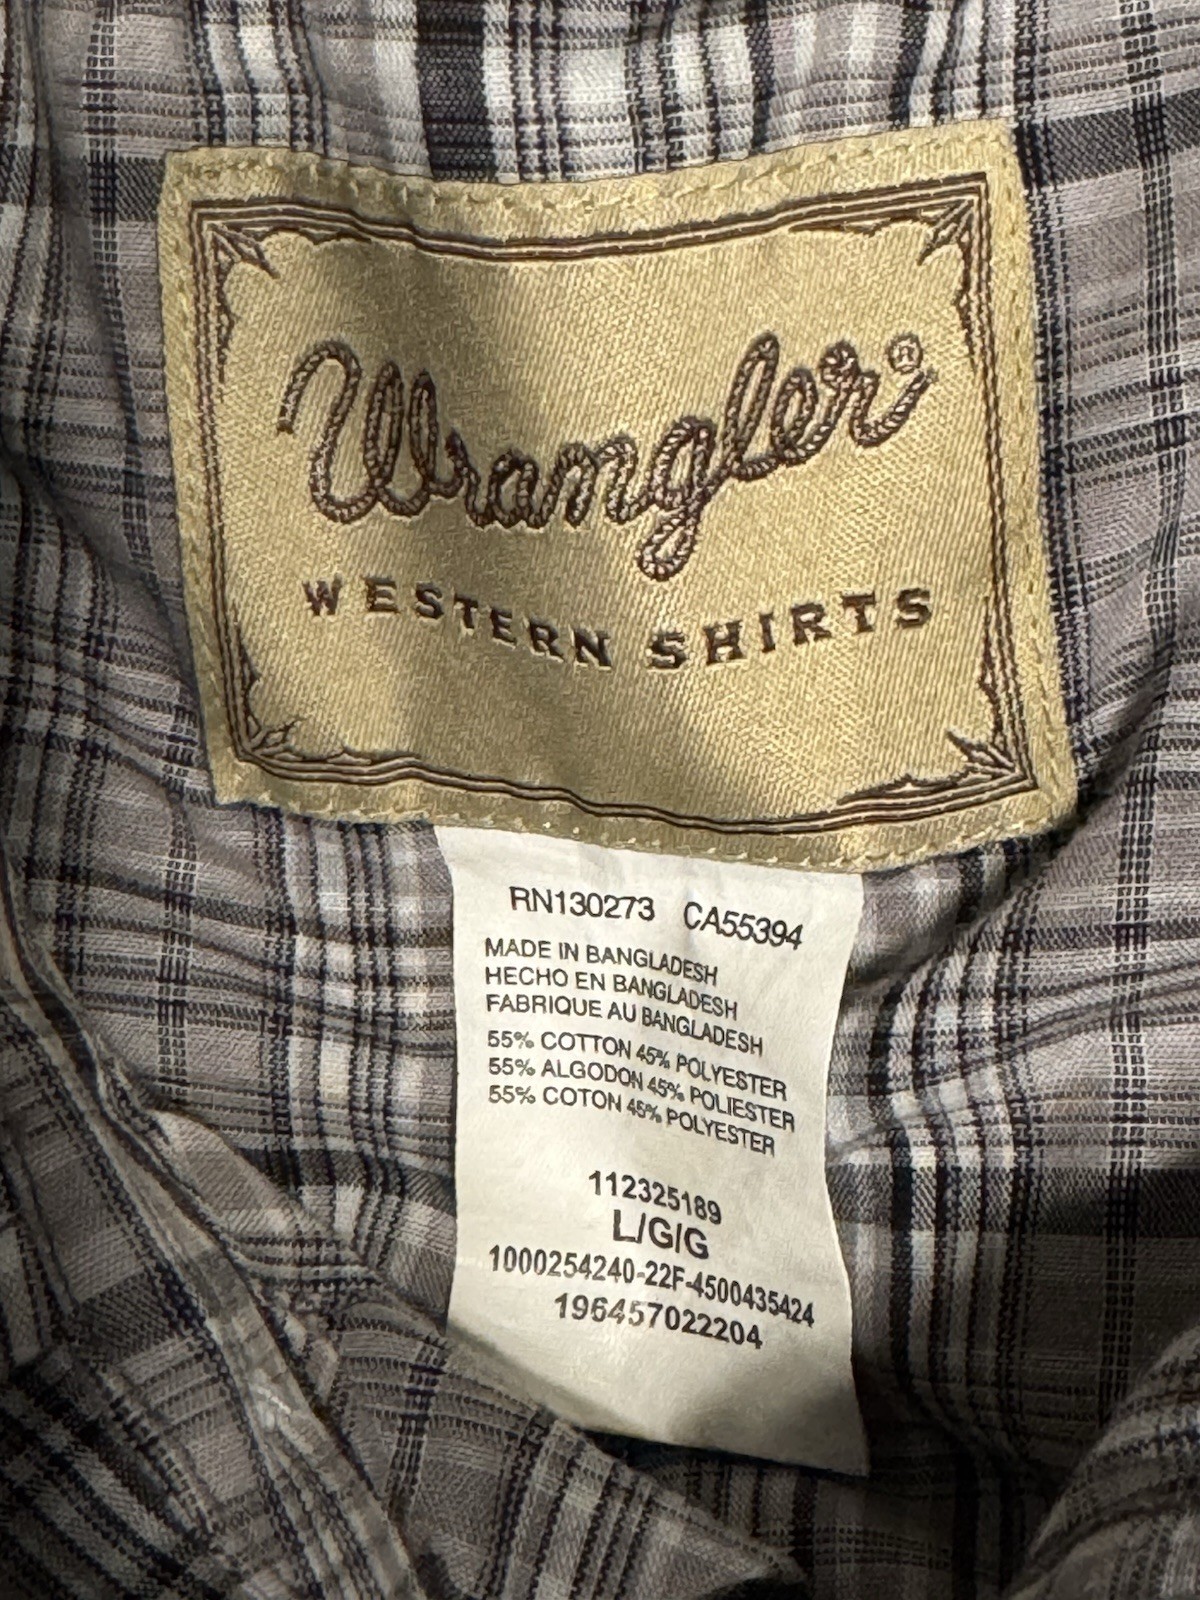 Wrangler®
WESTERN SHIRTS
RN130273 CA55394
MADE IN BANGLADESH
HECHO EN BANGLADESH
FABRIQUE AU BANGLADESH
55% COTTON 45% POLYESTER
55% ALGODON 45% POLIESTER
55% COTON 45% POLYESTER
112325189
L/G/G
1000254240-22F-4500435424
196457022204